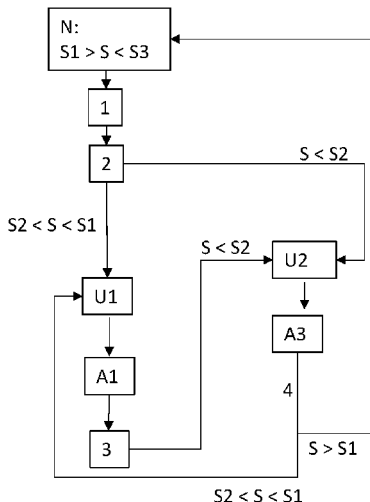 N:
S1 > S < S3
1
2
S < S2
S2 < S < S1
S < S2
U2
U1
A3
A1
4
3
S > S1
S2 < S < S1